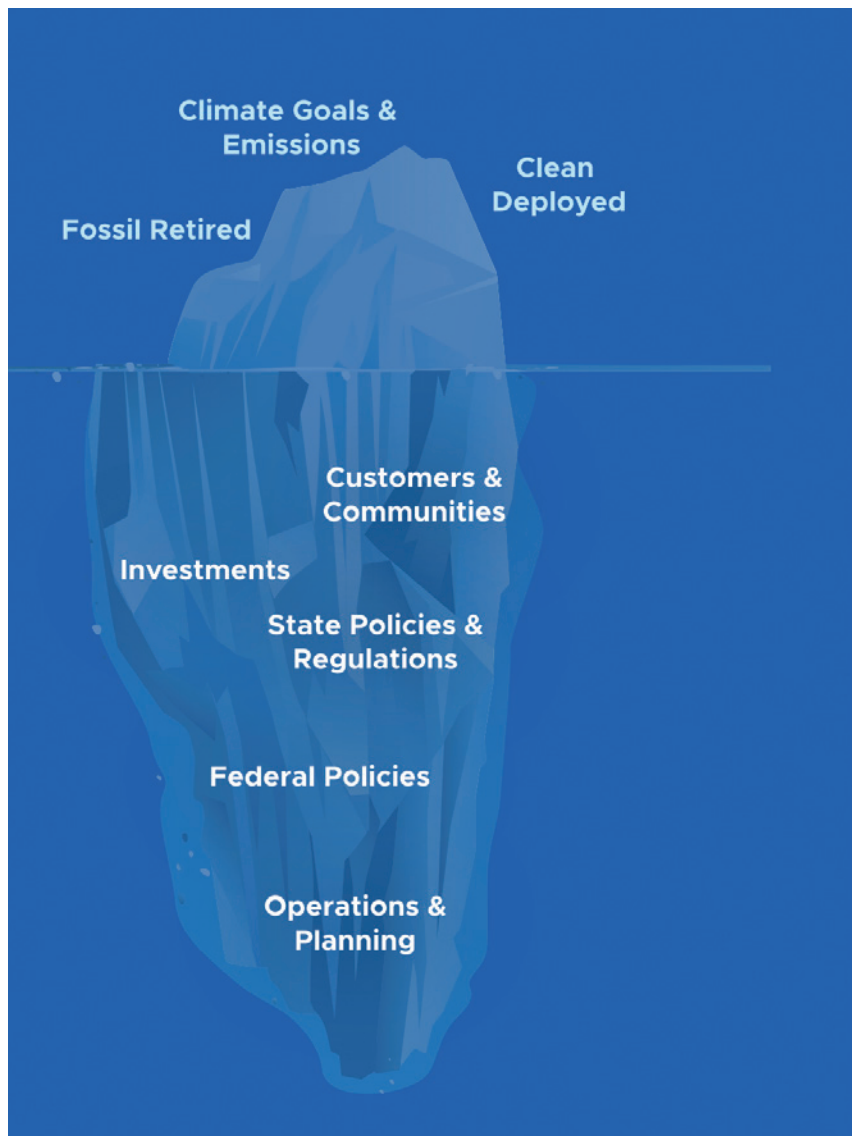 Climate Goals &
Emissions
Clean
Deployed
Fossil Retired
Customers &
Communities
Investments
State Policies &
Regulations
Federal Policies
Operations &
Planning